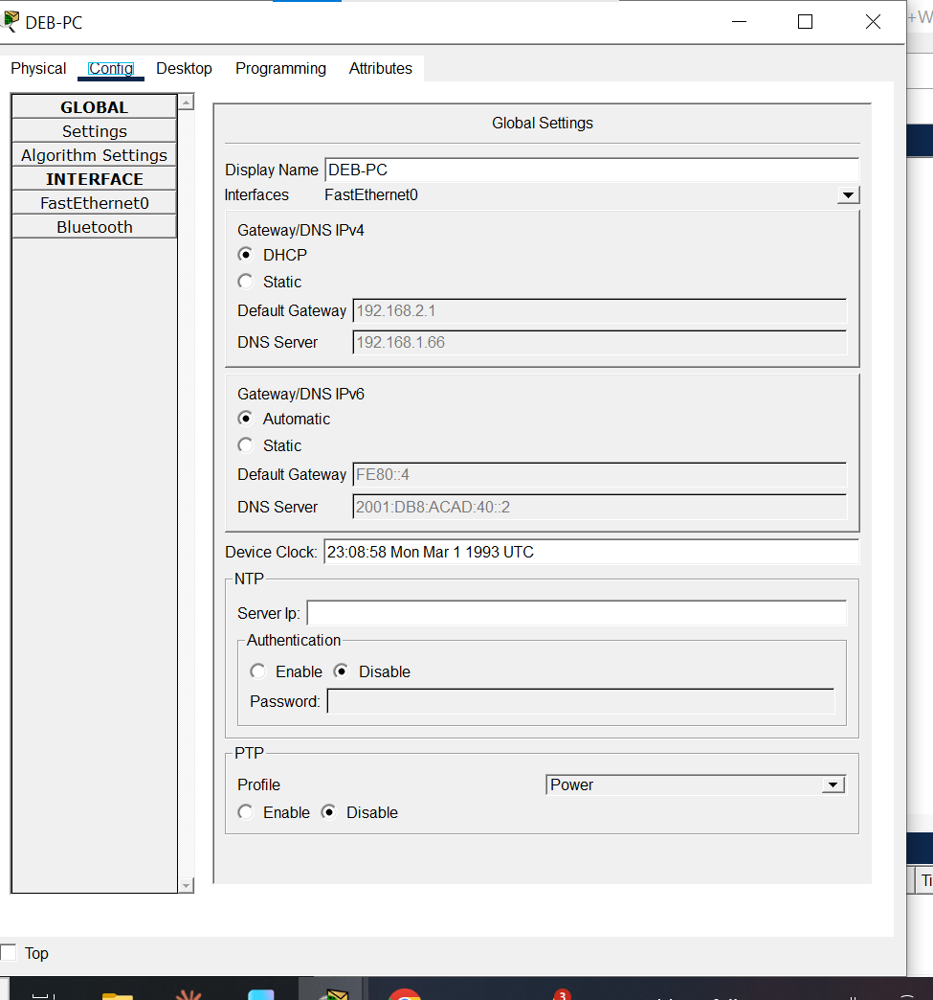 DEB-PC
Physical Config Desktop Programming Attributes
GLOBAL
Settings
Algorithm Settings
INTERFACE
FastEthernet0
Bluetooth
Global Settings
Display Name DEB-PC
Interfaces FastEthernet0
Gateway/DNS IPv4
DHCP
Static
Default Gateway 192.168.2.1
DNS Server 192.168.1.66
Gateway/DNS IPv6
Automatic
Static
Default Gateway FE80::4
DNS Server 2001:DB8:ACAD:40::2
Device Clock: 23:08:58 Mon Mar 1 1993 UTC
NTP
Server Ip:
Authentication
Enable Disable
Password:
PTP
Profile Power
Enable Disable
Top
+W
Ti
3